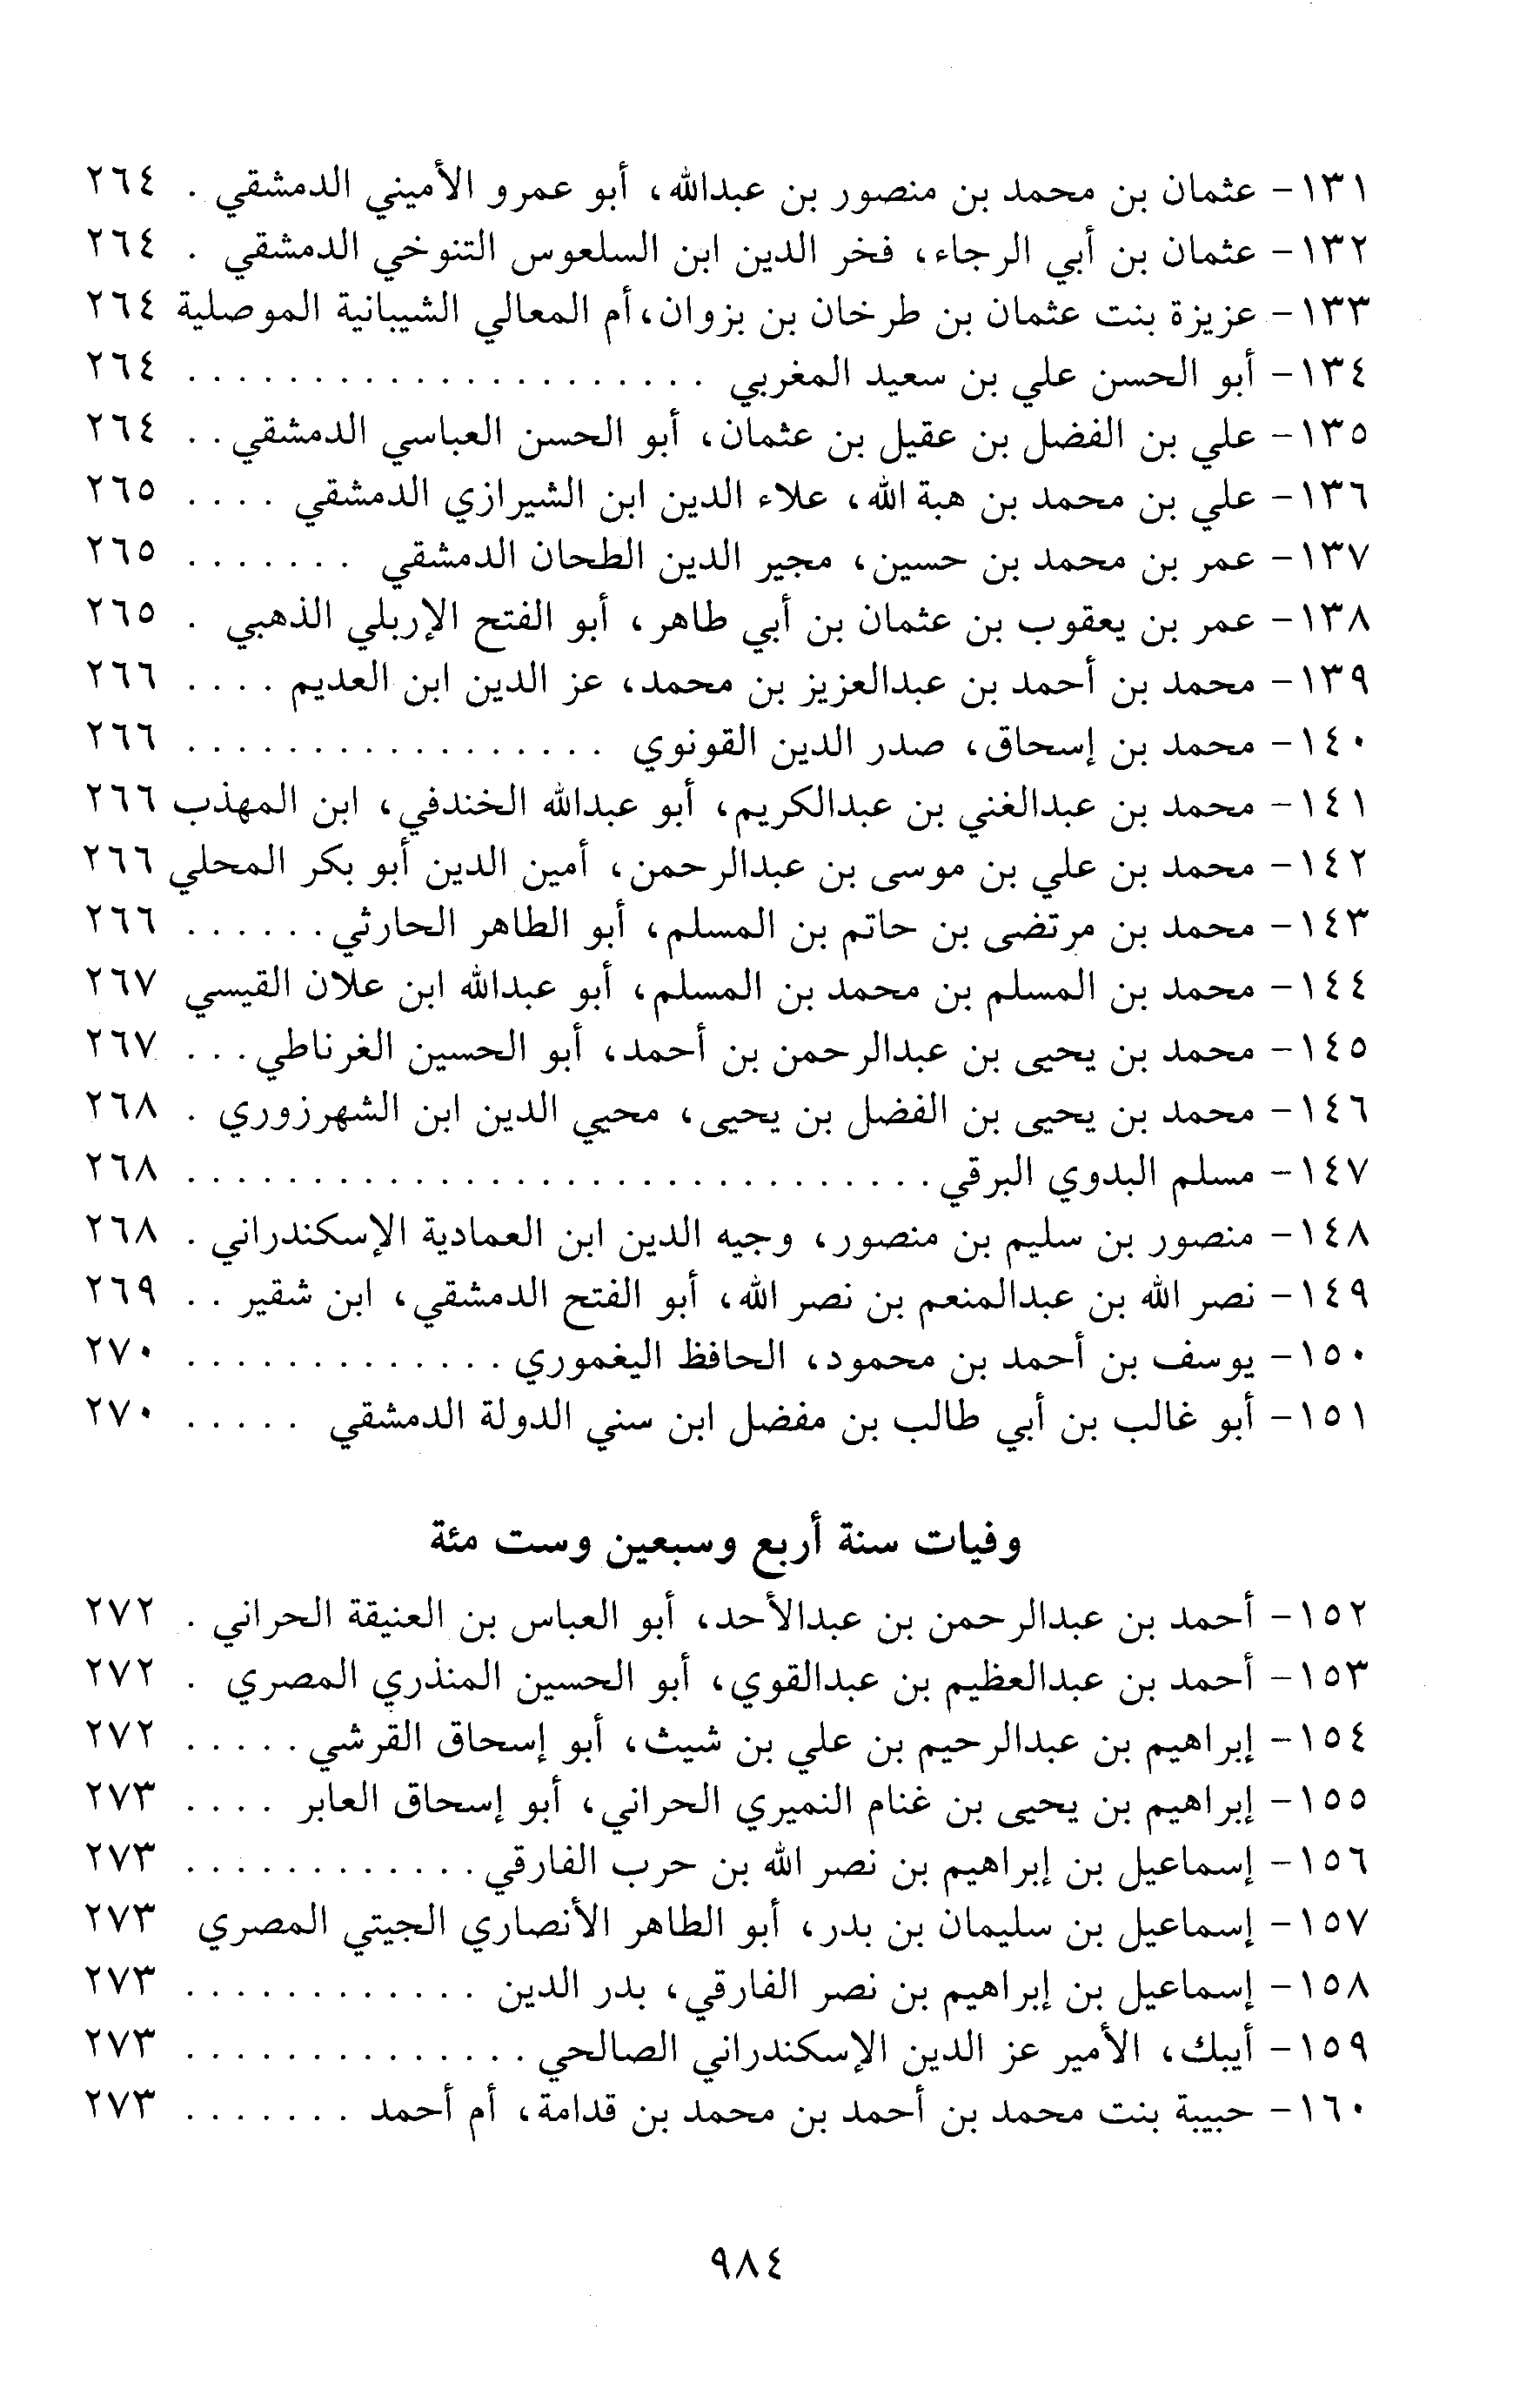 ١٣١- عثمان بن محمد بن منصور بن عبدالله، أبو عمرو الأميني الدمشقي . ٢٦٤
١٣٢- عثمان بن أبي الرجاء، فخر الدين ابن السلعوس التنوخي الدمشقي . ٢٦٤
١٣٣- عزيزة بنت عثمان بن طرخان بن بزوان، أم المعالي الشيبانية الموصلية ٢٦٤
١٣٤- أبو الحسن علي بن سعيد المغربي . . . . . . . . . . . . . . . . . . . . . ٢٦٤
١٣٥- علي بن الفضل بن عقيل بن عثمان، أبو الحسن العباسي الدمشقي . . ٢٦٤
١٣٦- علي بن محمد بن هبة الله، علاء الدين ابن الشيرازي الدمشقي . . . . ٢٦٥
١٣٧- عمر بن محمد بن حسين، مجير الدين الطحان الدمشقي . . . . . . . ٢٦٥
١٣٨- عمر بن يعقوب بن عثمان بن أبي طاهر، أبو الفتح الإربلي الذهبي . ٢٦٥
١٣٩- محمد بن أحمد بن عبدالعزيز بن محمد، عز الدين ابن العديم . . . . ٢٦٦
١٤٠- محمد بن إسحاق، صدر الدين القونوي . . . . . . . . . . . . . . . . . ٢٦٦
١٤١- محمد بن عبدالغني بن عبدالكريم، أبو عبدالله الخندفي، ابن المهذب ٢٦٦
١٤٢- محمد بن علي بن موسى بن عبدالرحمن، أمين الدين أبو بكر المحلي ٢٦٦
١٤٣- محمد بن مرتضى بن حاتم بن المسلم، أبو الطاهر الحارثي . . . . . . ٢٦٦
١٤٤- محمد بن المسلم بن محمد بن المسلم، أبو عبدالله ابن علان القيسي ٢٦٧
١٤٥- محمد بن يحيى بن عبدالرحمن بن أحمد، أبو الحسين الغرناطي . . . ٢٦٧
١٤٦- محمد بن يحيى بن الفضل بن يحيى، محيي الدين ابن الشهرزوري . ٢٦٨
١٤٧- مسلم البدوي البرقي . . . . . . . . . . . . . . . . . . . . . . . . . . . . . . ٢٦٨
١٤٨- منصور بن سليم بن منصور، وجيه الدين ابن العمادية الإسكندراني . ٢٦٨
١٤٩- نصر الله بن عبدالمنعم بن نصر الله، أبو الفتح الدمشقي، ابن شقير . . ٢٦٩
١٥٠- يوسف بن أحمد بن محمود، الحافظ اليغموري . . . . . . . . . . . . . ٢٧٠
١٥١- أبو غالب بن أبي طالب بن مفضل ابن سني الدولة الدمشقي . . . . . ٢٧٠
وفيات سنة أربع وسبعين وست مئة
١٥٢- أحمد بن عبدالرحمن بن عبدالأحد، أبو العباس بن العنيقة الحراني . ٢٧٢
١٥٣- أحمد بن عبدالعظيم بن عبدالقوي، أبو الحسين المنذري المصري . ٢٧٢
١٥٤- إبراهيم بن عبدالرحيم بن علي بن شيث، أبو إسحاق القرشي . . . . . ٢٧٢
١٥٥- إبراهيم بن يحيى بن غنام النميري الحراني، أبو إسحاق العابر . . . . ٢٧٣
١٥٦- إسماعيل بن إبراهيم بن نصر الله بن حرب الفارقي . . . . . . . . . . . . ٢٧٣
١٥٧- إسماعيل بن سليمان بن بدر، أبو الطاهر الأنصاري الجيتي المصري ٢٧٣
١٥٨- إسماعيل بن إبراهيم بن نصر الفارقي، بدر الدين . . . . . . . . . . . . ٢٧٣
١٥٩- أيبك، الأمير عز الدين الإسكندراني الصالحي . . . . . . . . . . . . . . ٢٧٣
١٦٠- حبيبة بنت محمد بن أحمد بن محمد بن قدامة، أم أحمد . . . . . . . ٢٧٣
٩٨٤